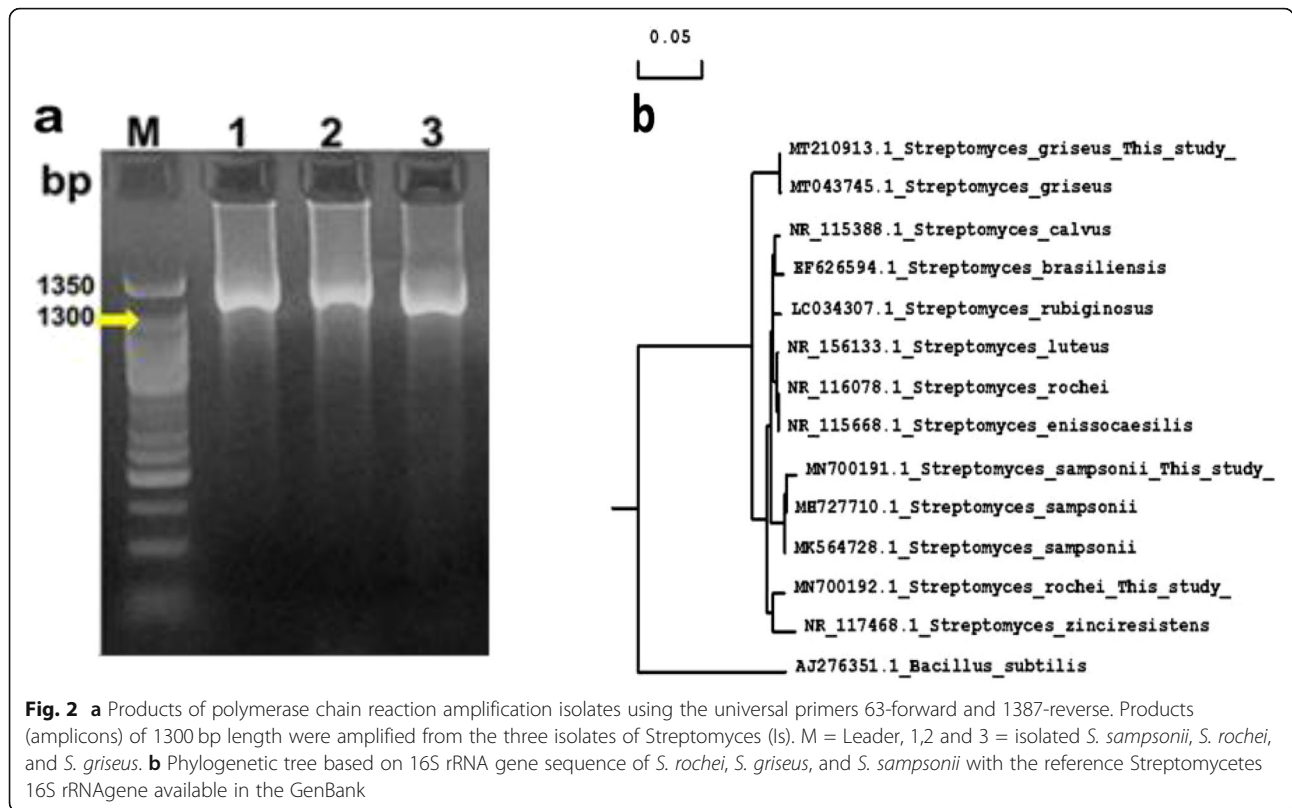 0.05
a
b
M 1 2 3
bp
1350
1300
MT210913.1_Streptomyces_griseus_This_study_
MT043745.1_Streptomyces_griseus
NR_115388.1_Streptomyces_calvus
EF626594.1_Streptomyces_brasiliensis
LC034307.1_Streptomyces_rubiginosus
NR_156133.1_Streptomyces_luteus
NR_116078.1_Streptomyces_rochei
NR_115668.1_Streptomyces_enissocaesilis
MN700191.1_Streptomyces_sampsonii_This_study_
MH727710.1_Streptomyces_sampsonii
MK564728.1_Streptomyces_sampsonii
MN700192.1_Streptomyces_rochei_This_study_
NR_117468.1_Streptomyces_zinciresistens
AJ276351.1_Bacillus_subtilis
Fig. 2 a Products of polymerase chain reaction amplification isolates using the universal primers 63-forward and 1387-reverse. Products
(amplicons) of 1300 bp length were amplified from the three isolates of Streptomyces (ls). M = Leader, 1,2 and 3 = isolated S. sampsonii, S. rochei,
and S. griseus. b Phylogenetic tree based on 16S rRNA gene sequence of S. rochei, S. griseus, and S. sampsonii with the reference Streptomycetes
16S rRNAgene available in the GenBank